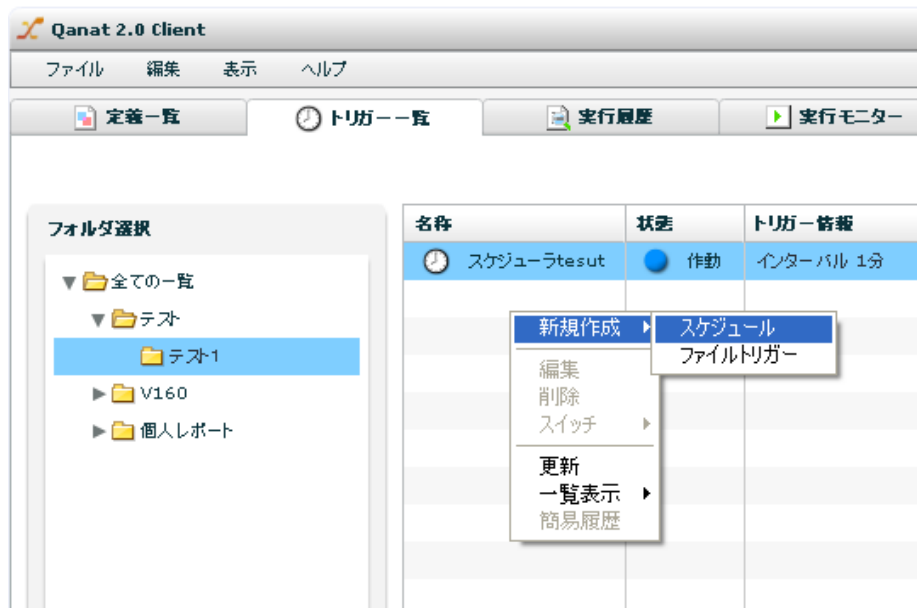 Qanat 2.0 Client
ファイル 編集 表示 ヘルプ
定義一覧 トリガー一覧 実行履歴 実行モニター
フォルダ選択
全ての一覧
テスト
テスト1
V160
個人レポート
名称 状態 トリガー情報
スケジューラtesut 作動 インターバル 1分
新規作成
編集
削除
スイッチ
更新
一覧表示
簡易履歴
スケジュール
ファイルトリガー